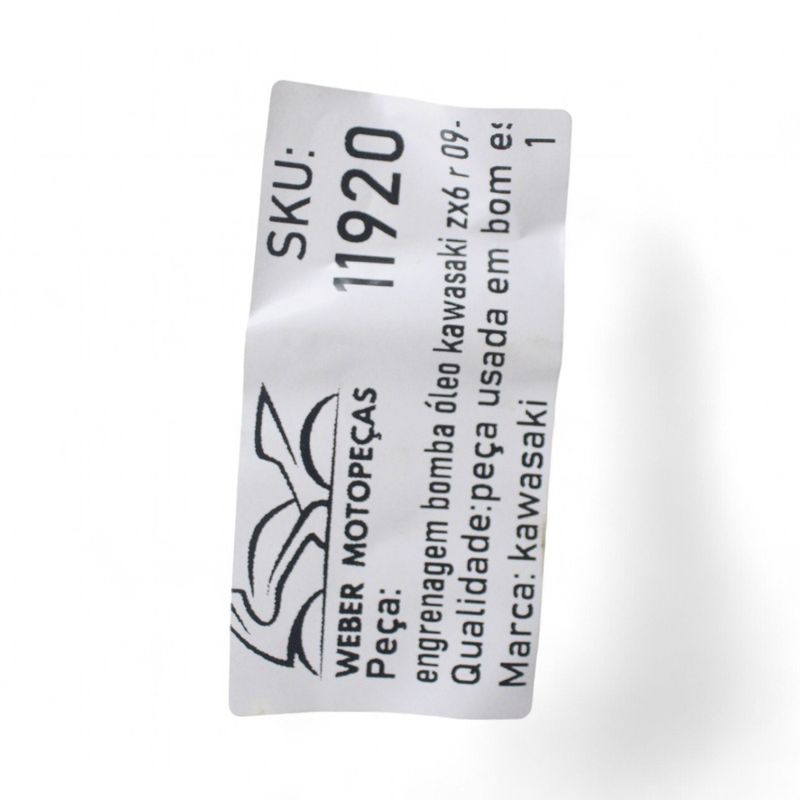 SKU:
11920
WEBER MOTOPEÇAS
Peça:
engrenagem bomba óleo kawasaki zx6 r 09-
Qualidade:peça usada em bom es
Marca: kawasaki
1